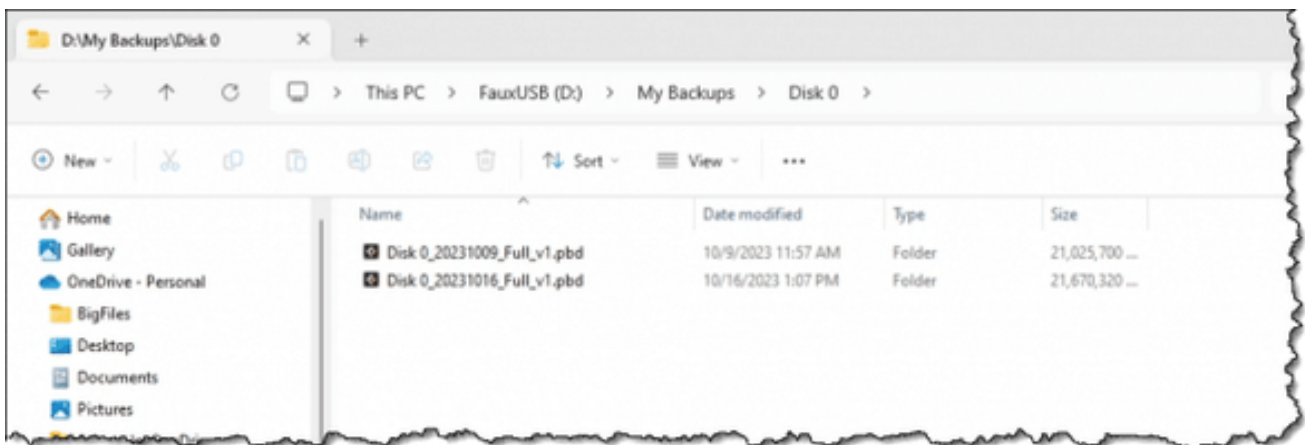 D:\My Backups\Disk 0
This PC > FauxUSB (D:) > My Backups > Disk 0 >
New Sort View ...
Home
Gallery
OneDrive - Personal
BigFiles
Desktop
Documents
Pictures
Name Date modified Type Size
Disk 0_20231009_Full_v1.pbd 10/9/2023 11:57 AM Folder 21,025,700 ...
Disk 0_20231016_Full_v1.pbd 10/16/2023 1:07 PM Folder 21,670,320 ...